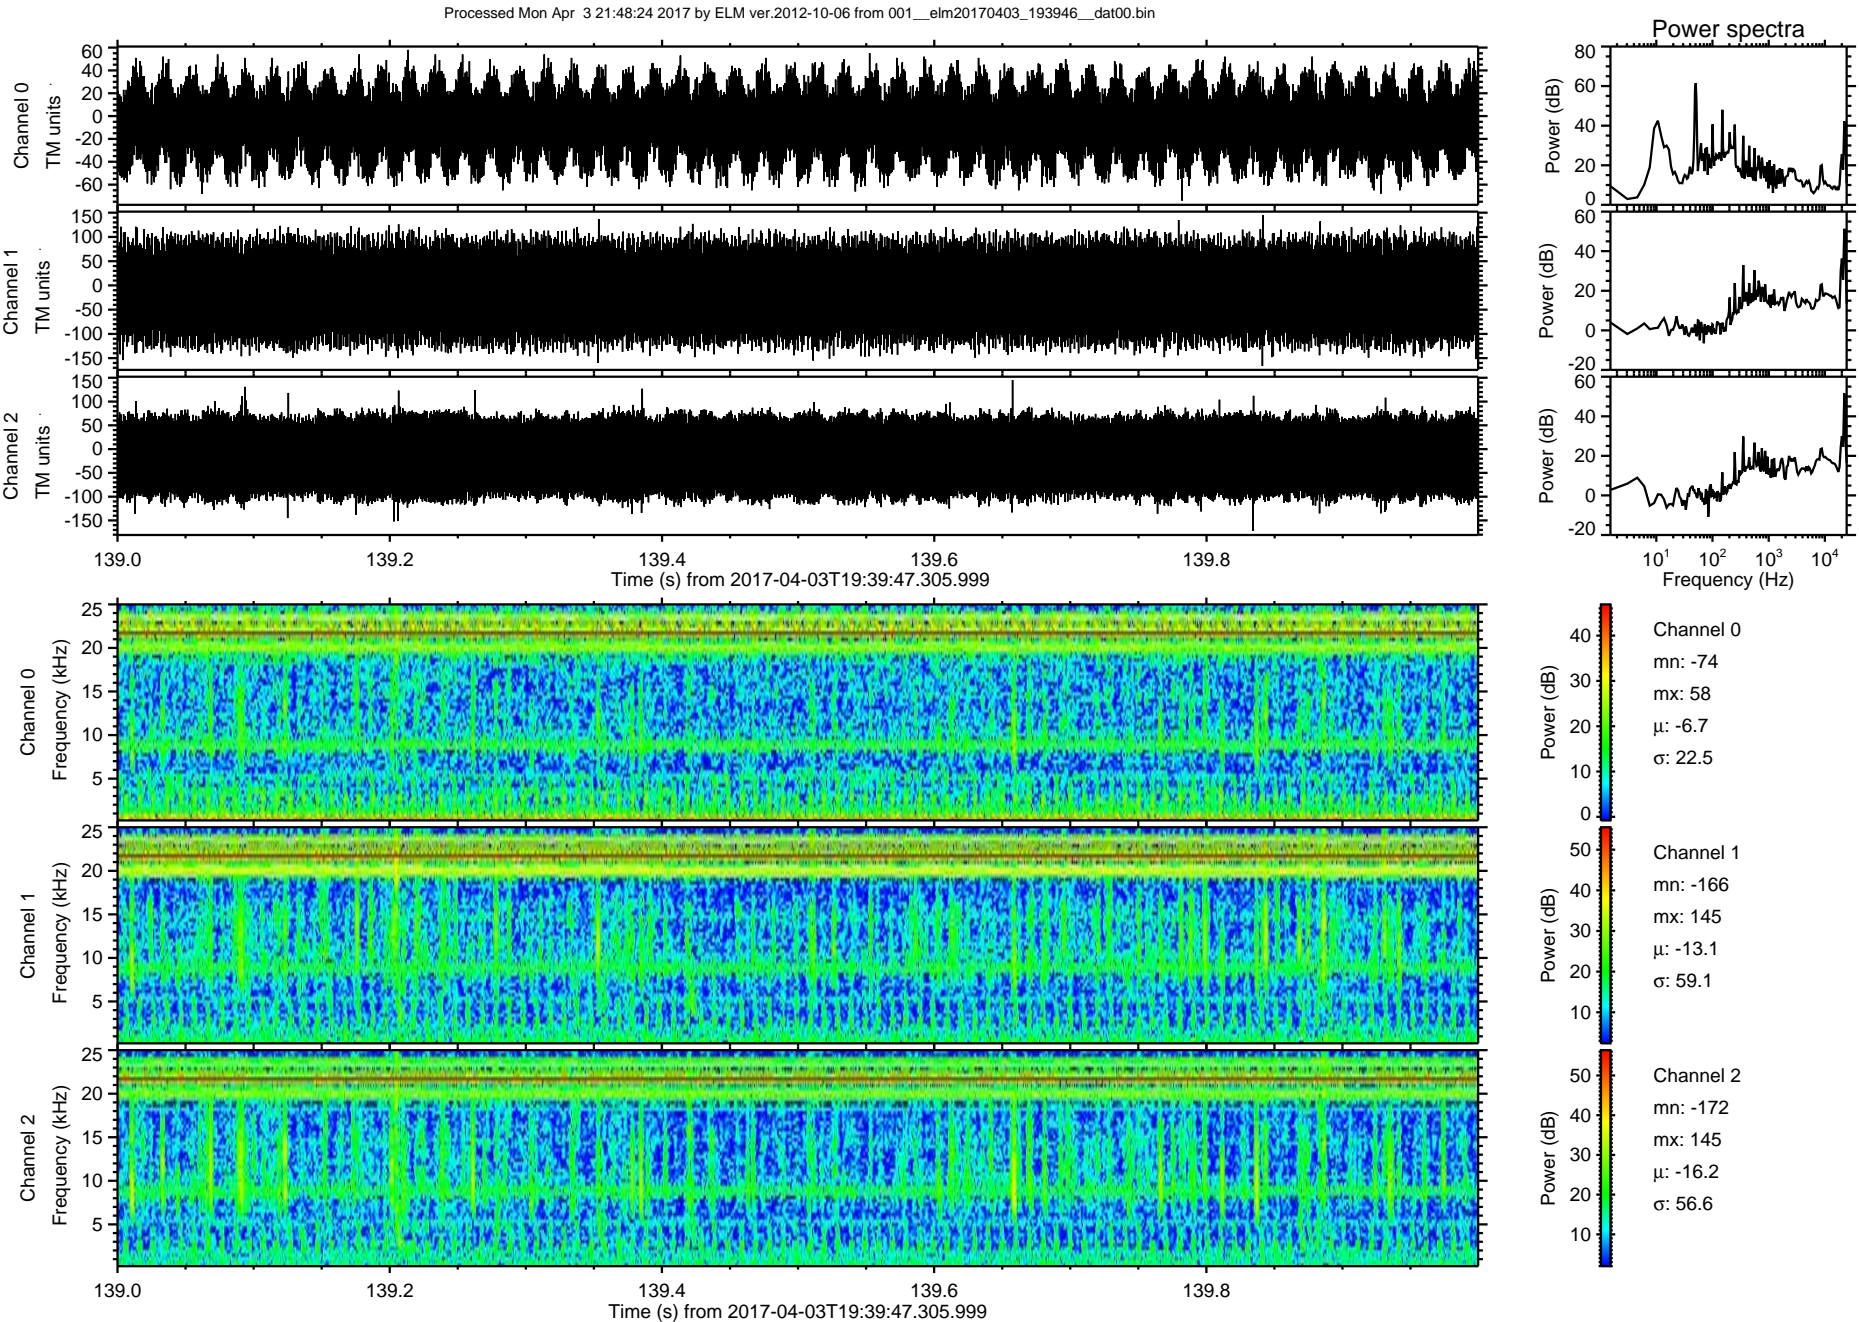 Processed Mon Apr  3 21:48:24 2017 by ELM ver.2012-10-06 from 001__elm20170403_193946__dat00.bin
Power spectra
Channel 0
TM units
60
40
20
0
-20
-40
-60
Power (dB)
80
60
40
20
0
Channel 1
TM units
150
100
50
0
-50
-100
-150
Power (dB)
60
40
20
0
-20
Channel 2
TM units
150
100
50
0
-50
-100
-150
Power (dB)
60
40
20
0
-20
139.0 139.2 139.4 139.6 139.8
Time (s) from 2017-04-03T19:39:47.305.999
10¹ 10² 10³ 10⁴
Frequency (Hz)
Channel 0
Frequency (kHz)
25
20
15
10
5
Power (dB)
40
30
20
10
0
Channel 0
mn: -74
mx: 58
μ: -6.7
σ: 22.5
Channel 1
Frequency (kHz)
25
20
15
10
5
Power (dB)
50
40
30
20
10
Channel 1
mn: -166
mx: 145
μ: -13.1
σ: 59.1
Channel 2
Frequency (kHz)
25
20
15
10
5
Power (dB)
50
40
30
20
10
Channel 2
mn: -172
mx: 145
μ: -16.2
σ: 56.6
139.0 139.2 139.4 139.6 139.8
Time (s) from 2017-04-03T19:39:47.305.999